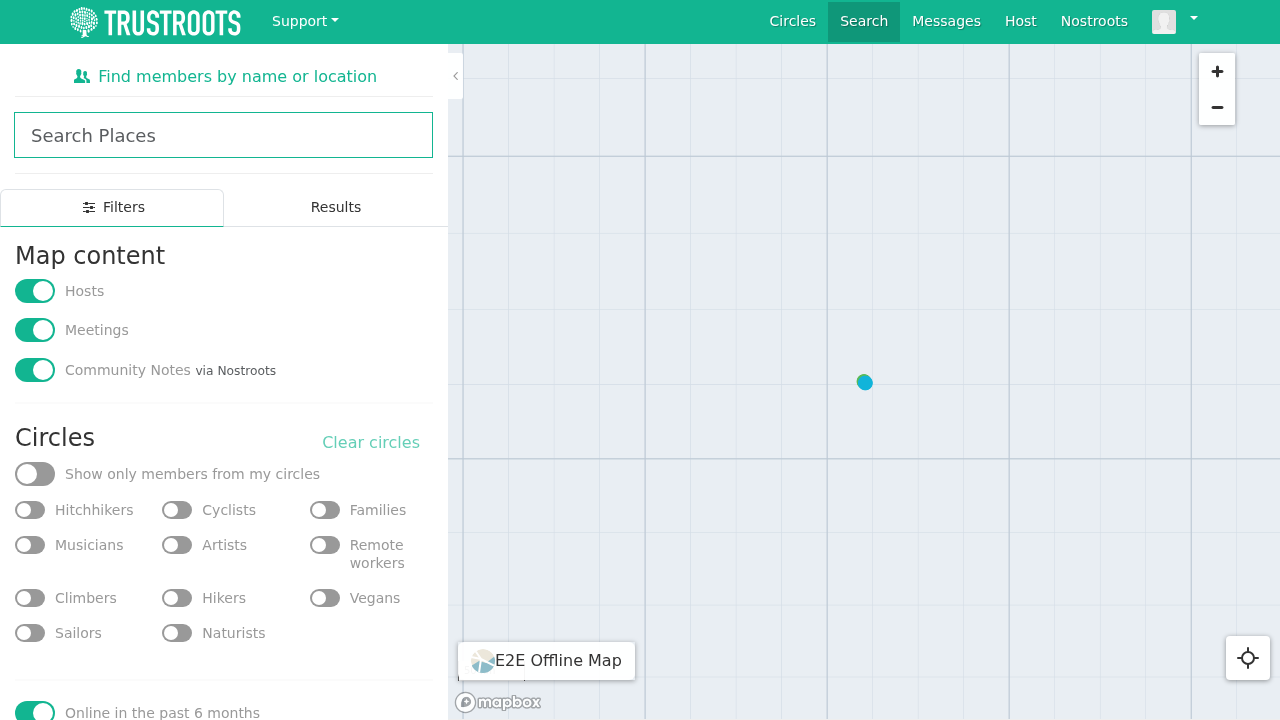 TRUSTROOTS
Support
Circles
Search
Messages
Host
Nostroots
Find members by name or location
Search Places
Filters
Results
Map content
Hosts
Meetings
Community Notes via Nostroots
Circles
Clear circles
Show only members from my circles
Hitchhikers
Cyclists
Families
Musicians
Artists
Remote
workers
Climbers
Hikers
Vegans
Sailors
Naturists
Online in the past 6 months
E2E Offline Map
mapbox